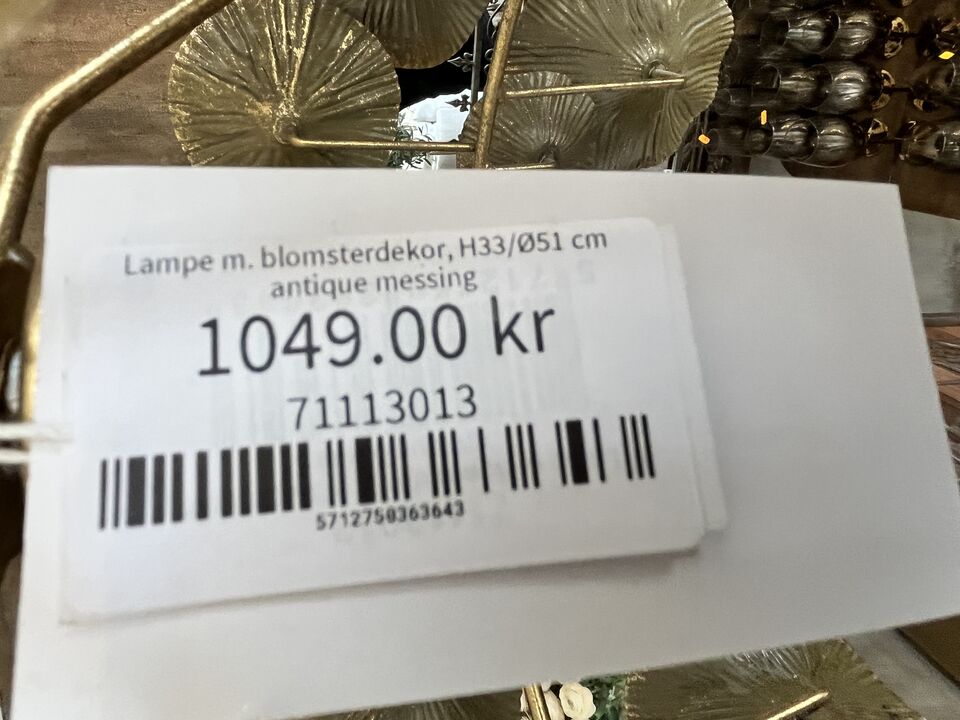 Lampe m. blomsterdekor, H33/Ø51 cm
antique messing
1049.00 kr
71113013
5712750363643